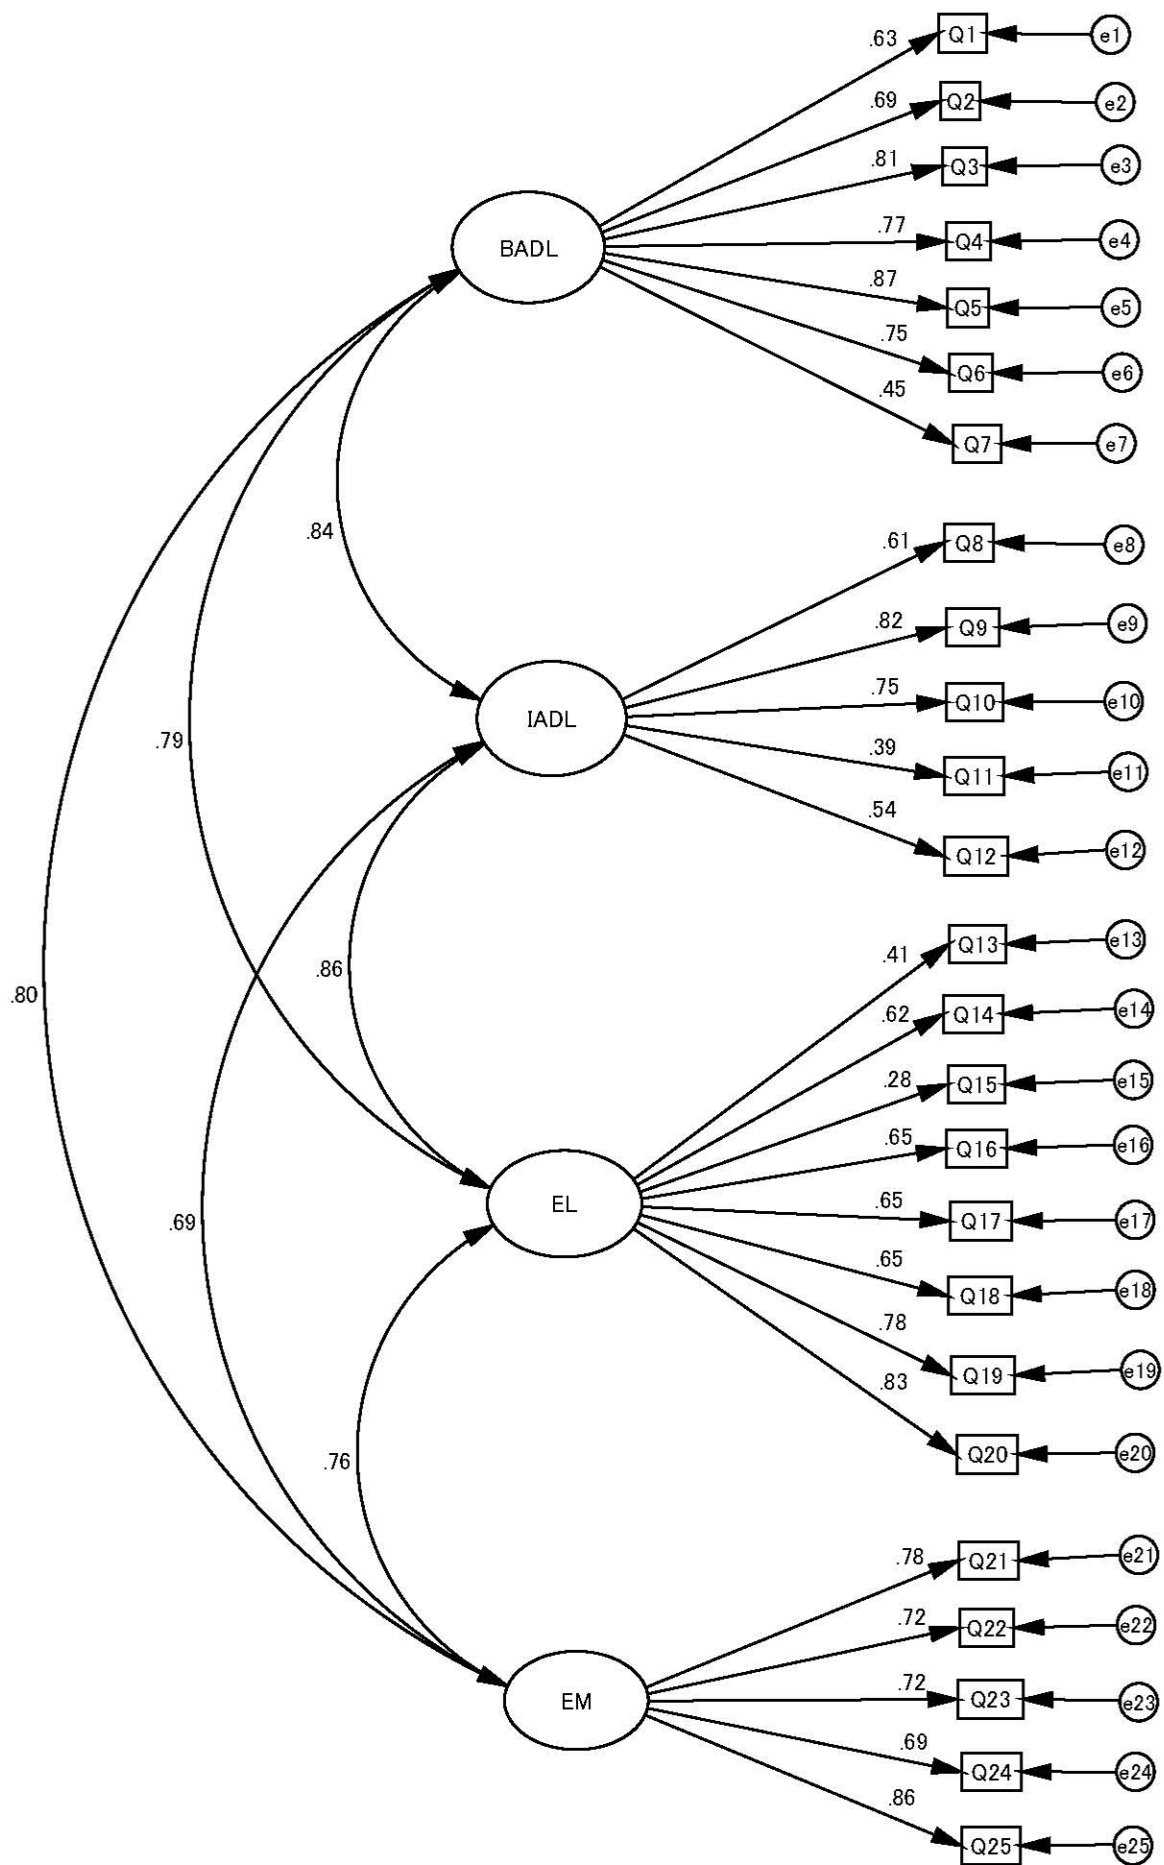 .63
Q1
e1
.69
Q2
e2
.81
Q3
e3
BADL
.77
Q4
e4
.87
Q5
e5
.75
Q6
e6
.45
Q7
e7
.84
.61
Q8
e8
.82
Q9
e9
IADL
.75
Q10
e10
.79
.39
Q11
e11
.54
Q12
e12
.86
.80
.41
Q13
e13
.62
Q14
e14
.28
Q15
e15
.65
Q16
e16
EL
.69
.65
Q17
e17
.65
Q18
e18
.78
Q19
e19
.83
Q20
e20
.76
.78
Q21
e21
.72
Q22
e22
EM
.72
Q23
e23
.69
Q24
e24
.86
Q25
e25